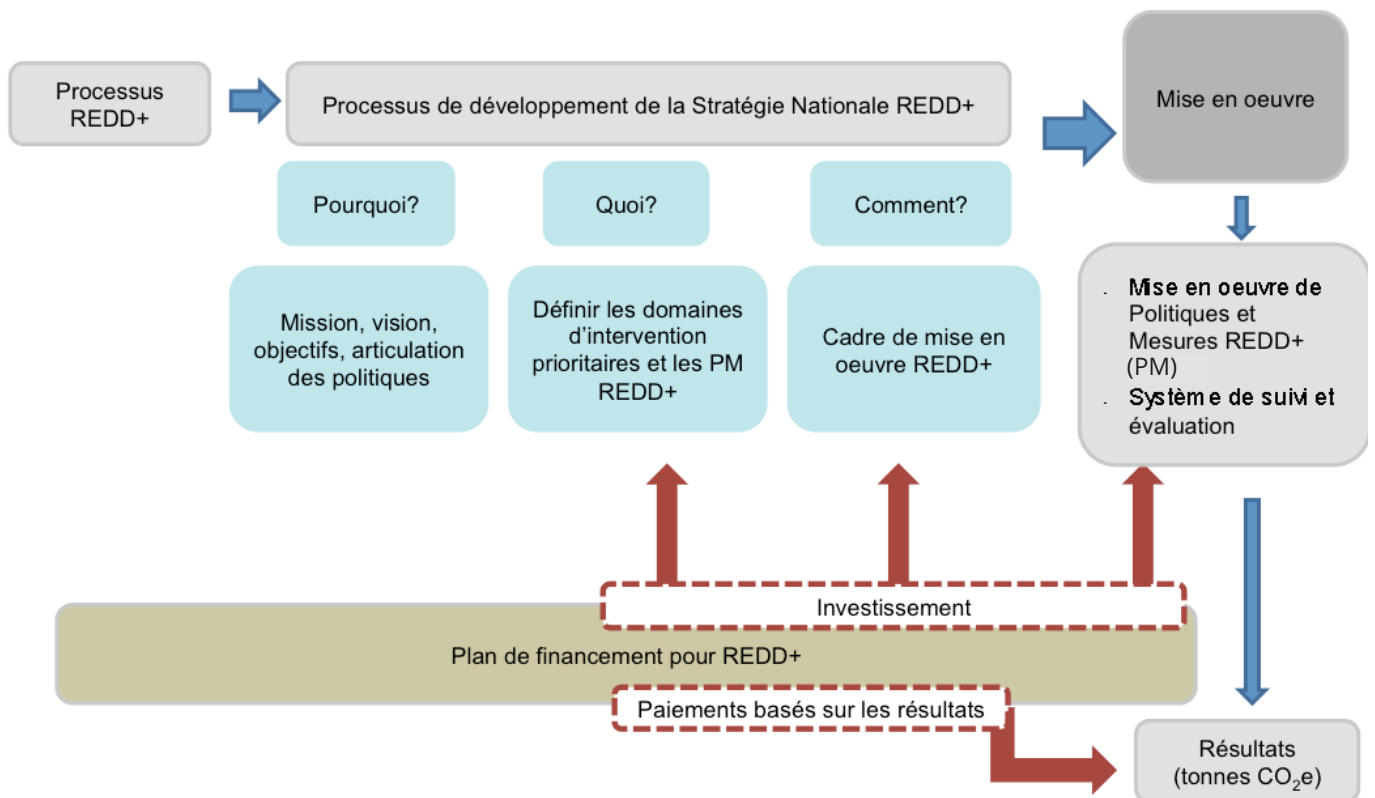 Processus
REDD+
Processus de développement de la Stratégie Nationale REDD+
Mise en oeuvre
Pourquoi?
Quoi?
Comment?
Mission, vision,
objectifs, articulation
des politiques
Définir les domaines
d'intervention
prioritaires et les PM
REDD+
Cadre de mise en
oeuvre REDD+
. Mise en oeuvre de
Politiques et
Mesures REDD+
(PM)
. Système de suivi et
évaluation
Investissement
Plan de financement pour REDD+
Paiements basés sur les résultats
Résultats
(tonnes CO₂e)